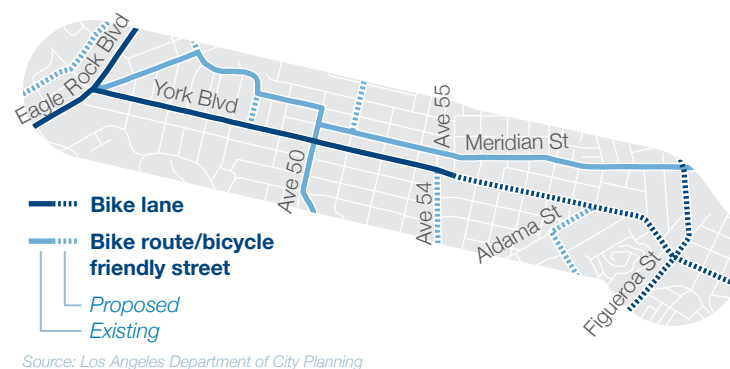 Eagle Rock Blvd
York Blvd
Ave 55
Meridian St
Ave 50
Ave 54
Aldama St
Figueroa St
Bike lane
Bike route/bicycle
friendly street
Proposed
Existing
Source: Los Angeles Department of City Planning